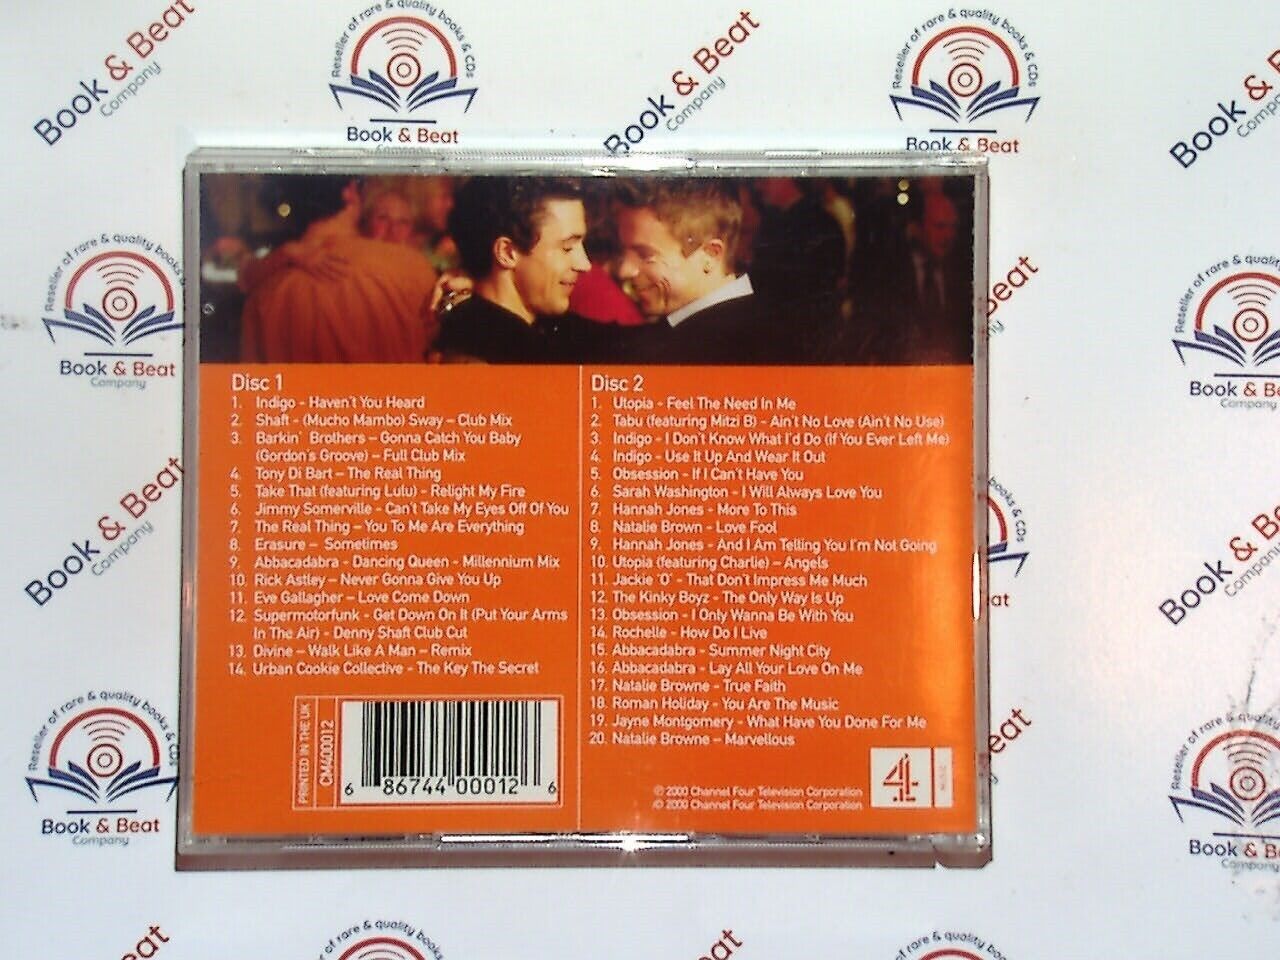 Disc 1
1. Indigo - Haven't You Heard
2. Shaft - (Mucho Mambo) Sway – Club Mix
3. Barkin' Brothers – Gonna Catch You Baby
(Gordon's Groove) – Full Club Mix
4. Tony Di Bart – The Real Thing
5. Take That (featuring Lulu) - Relight My Fire
6. Jimmy Somerville - Can't Take My Eyes Off Of You
7. The Real Thing – You To Me Are Everything
8. Erasure – Sometimes
9. Abbacadabra - Dancing Queen - Millennium Mix
10. Rick Astley – Never Gonna Give You Up
11. Eve Gallagher – Love Come Down
12. Supermotorfunk - Get Down On It (Put Your Arms
In The Air) - Denny Shaft Club Cut
13. Divine – Walk Like A Man – Remix
14. Urban Cookie Collective - The Key The Secret
Disc 2
1. Utopia - Feel The Need In Me
2. Tabu (featuring Mitzi B) - Ain't No Love (Ain't No Use)
3. Indigo - I Don't Know What I'd Do (If You Ever Left Me)
4. Indigo - Use It Up And Wear It Out
5. Obsession - If I Can't Have You
6. Sarah Washington - I Will Always Love You
7. Hannah Jones - More To This
8. Natalie Brown - Love Fool
9. Hannah Jones - And I Am Telling You I'm Not Going
10. Utopia (featuring Charlie) – Angels
11. Jackie 'O' - That Don't Impress Me Much
12. The Kinky Boyz - The Only Way Is Up
13. Obsession - I Only Wanna Be With You
14. Rochelle - How Do I Live
15. Abbacadabra - Summer Night City
16. Abbacadabra - Lay All Your Love On Me
17. Natalie Browne - True Faith
18. Roman Holiday - You Are The Music
19. Jayne Montgomery - What Have You Done For Me
20. Natalie Browne – Marvellous
PRINTED IN THE UK
CM400012
6 86744 00012 6
℗ 2000 Channel Four Television Corporation
© 2000 Channel Four Television Corporation
4
MUSIC
Reseller of rare & quality books & CDs
Book & Beat
Company